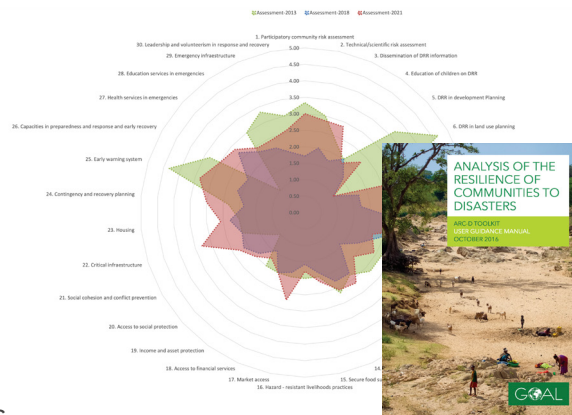 Assessment-2013 Assessment-2018 Assessment-2021
1. Participatory community risk assessment
30. Leadership and volunteerism in response and recovery
2. Technical/scientific risk assessment
29. Emergency infraestructure
3. Dissemination of DRR information
28. Education services in emergencies
4. Education of children on DRR
27. Health services in emergencies
5. DRR in development Planning
26. Capacities in preparedness and response and early recovery
6. DRR in land use planning
25. Early warning system
24. Contingency and recovery planning
23. Housing
22. Critical infraestructure
21. Social cohesion and conflict prevention
20. Access to social protection
19. Income and asset protection
18. Access to financial services
17. Market access
16. Hazard - resistant livelihoods practices
15. Secure food su
14.
5.00
4.50
4.00
3.50
3.00
2.50
2.00
1.50
1.00
0.50
0.00
ANALYSIS OF THE
RESILIENCE OF
COMMUNITIES TO
DISASTERS
ARC-D TOOLKIT
USER GUIDANCE MANUAL
OCTOBER 2016
GOAL